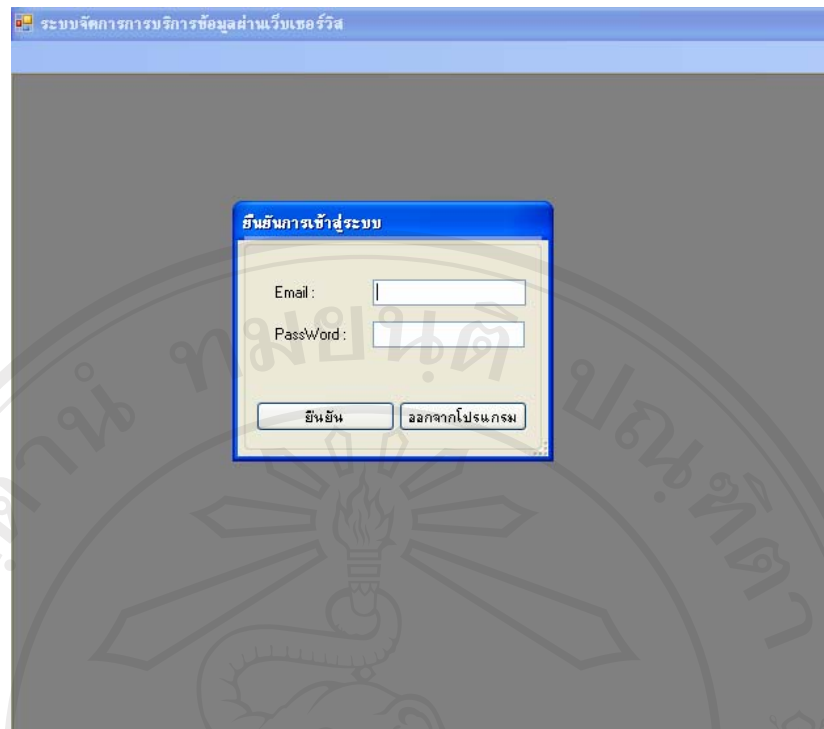 ระบบจัดการการบริการข้อมูลผ่านเว็บเซอร์วิส
ยืนยันการเข้าสู่ระบบ
Email :
PassWord :
ยืนยัน
ออกจากโปรแกรม